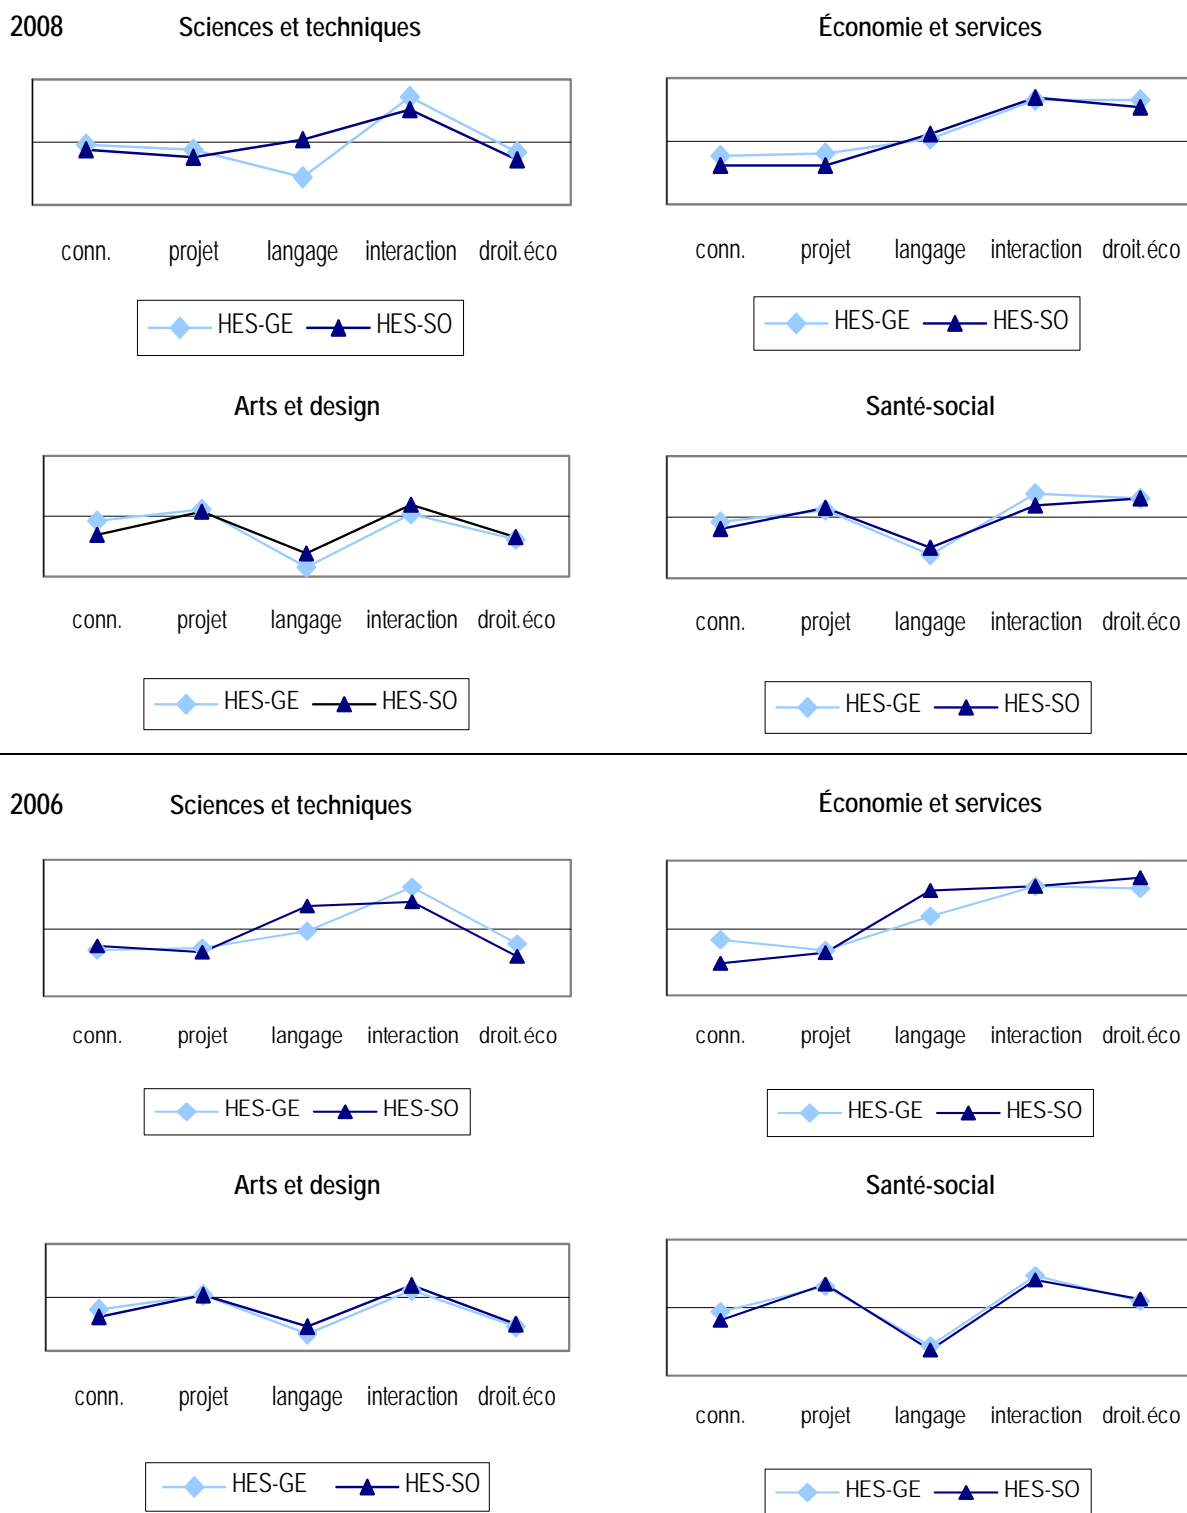 2008 Sciences et techniques Économie et services
conn. projet langage interaction droit.éco conn. projet langage interaction droit.éco
HES-GE HES-SO HES-GE HES-SO
Arts et design Santé-social
conn. projet langage interaction droit.éco conn. projet langage interaction droit.éco
HES-GE HES-SO HES-GE HES-SO
2006 Sciences et techniques Économie et services
conn. projet langage interaction droit.éco conn. projet langage interaction droit.éco
HES-GE HES-SO HES-GE HES-SO
Arts et design Santé-social
conn. projet langage interaction droit.éco conn. projet langage interaction droit.éco
HES-GE HES-SO HES-GE HES-SO